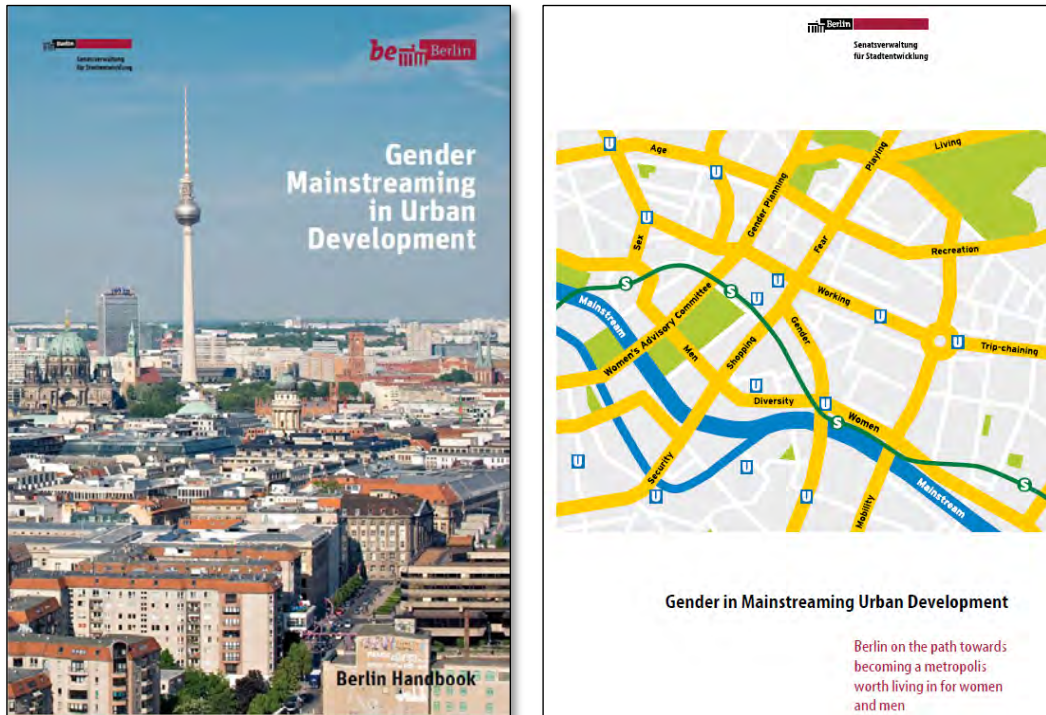 Berlin
Senatsverwaltung
für Stadtentwicklung
be Berlin
Gender
Mainstreaming
in Urban
Development
Berlin Handbook
Berlin
Senatsverwaltung
für Stadtentwicklung
U
Age
U
U
Gender Planning
Playing
Living
Sex
U
Fear
Recreation
S
Mainstream
S
U
U
Working
U
Women's Advisory Committee
Men
Shopping
Gender
U
Trip-chaining
U
Diversity
U
S
Women
U
Security
U
U
U
Mobility
Mainstream
S
Gender in Mainstreaming Urban Development
Berlin on the path towards
becoming a metropolis
worth living in for women
and men